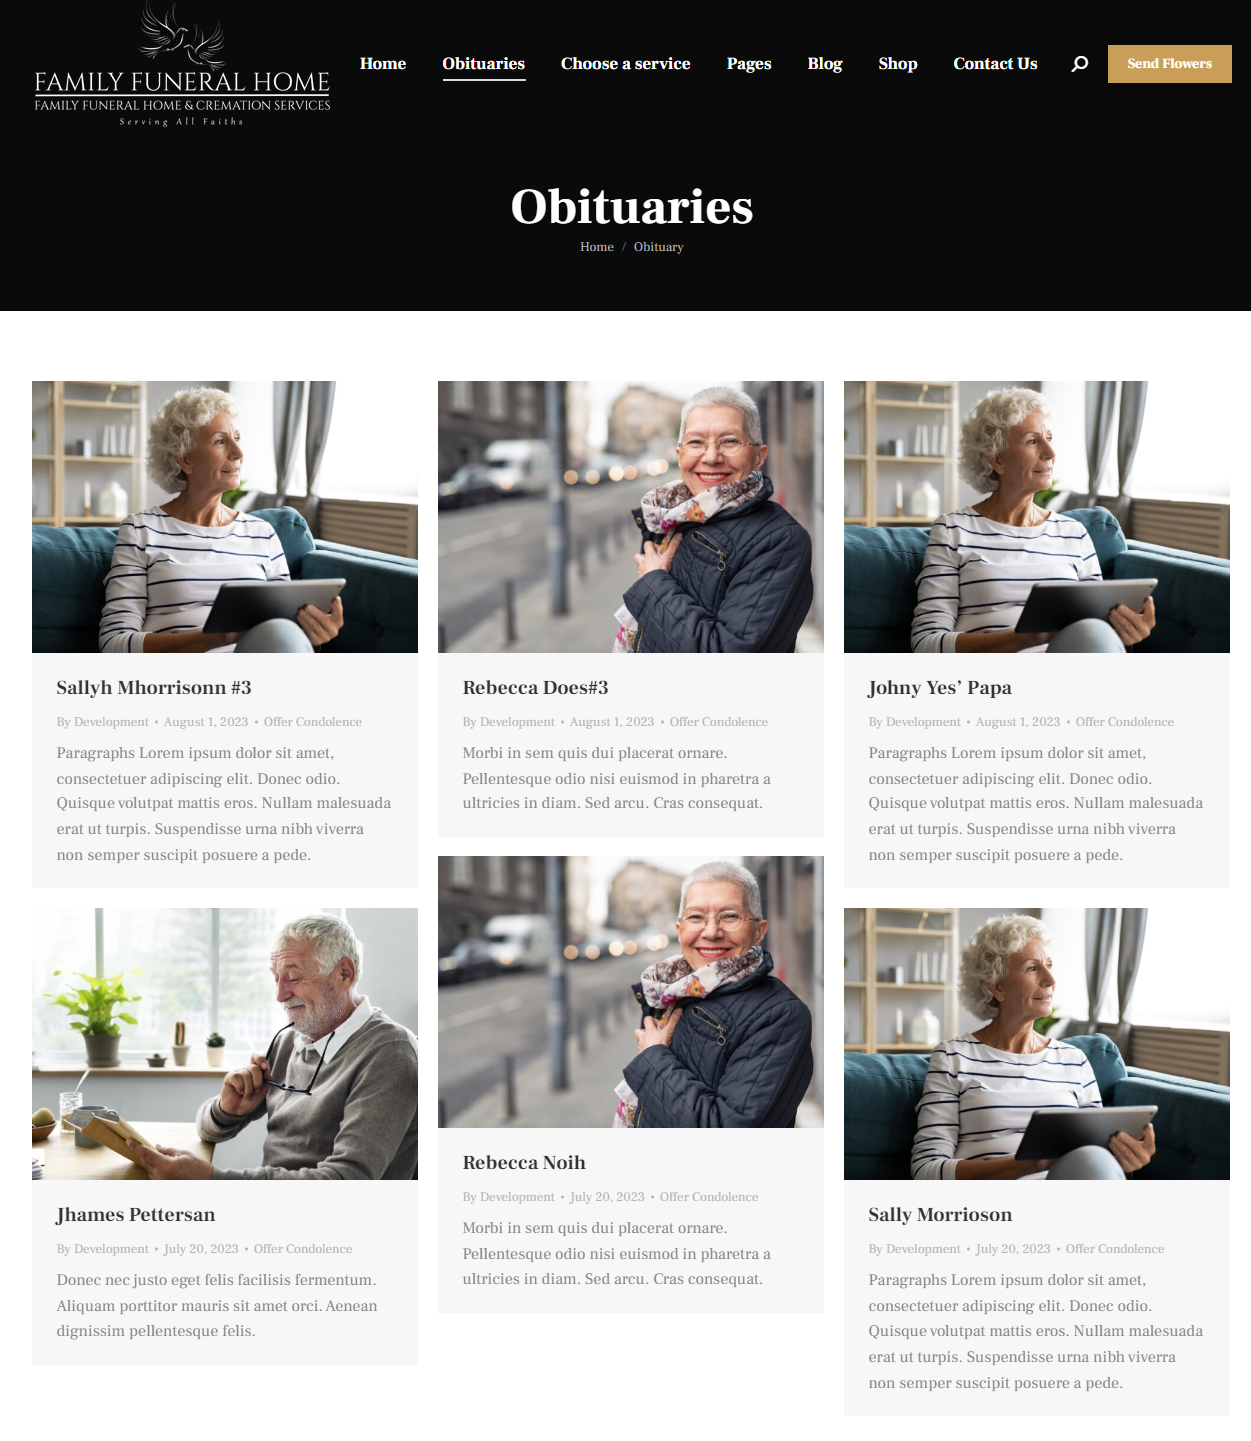 FAMILY FUNERAL HOME
FAMILY FUNERAL HOME & CREMATION SERVICES
Serving All Faiths
Home
Obituaries
Choose a service
Pages
Blog
Shop
Contact Us
Send Flowers
Obituaries
Home / Obituary
Sallyh Mhorrisonn #3
By Development • August 1, 2023 • Offer Condolence
Paragraphs Lorem ipsum dolor sit amet,
consectetuer adipiscing elit. Donec odio.
Quisque volutpat mattis eros. Nullam malesuada
erat ut turpis. Suspendisse urna nibh viverra
non semper suscipit posuere a pede.
Rebecca Does#3
By Development • August 1, 2023 • Offer Condolence
Morbi in sem quis dui placerat ornare.
Pellentesque odio nisi euismod in pharetra a
ultricies in diam. Sed arcu. Cras consequat.
Johny Yes’ Papa
By Development • August 1, 2023 • Offer Condolence
Paragraphs Lorem ipsum dolor sit amet,
consectetuer adipiscing elit. Donec odio.
Quisque volutpat mattis eros. Nullam malesuada
erat ut turpis. Suspendisse urna nibh viverra
non semper suscipit posuere a pede.
Jhames Pettersan
By Development • July 20, 2023 • Offer Condolence
Donec nec justo eget felis facilisis fermentum.
Aliquam porttitor mauris sit amet orci. Aenean
dignissim pellentesque felis.
Rebecca Noih
By Development • July 20, 2023 • Offer Condolence
Morbi in sem quis dui placerat ornare.
Pellentesque odio nisi euismod in pharetra a
ultricies in diam. Sed arcu. Cras consequat.
Sally Morrioson
By Development • July 20, 2023 • Offer Condolence
Paragraphs Lorem ipsum dolor sit amet,
consectetuer adipiscing elit. Donec odio.
Quisque volutpat mattis eros. Nullam malesuada
erat ut turpis. Suspendisse urna nibh viverra
non semper suscipit posuere a pede.